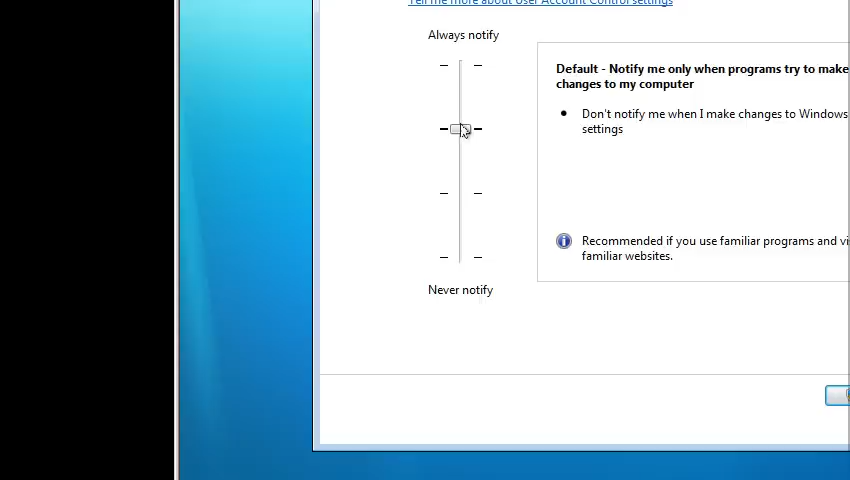 Tell me more about User Account Control settings
Always notify
Default - Notify me only when programs try to make
changes to my computer
Don't notify me when I make changes to Windows
settings
Recommended if you use familiar programs and
familiar websites.
Never notify